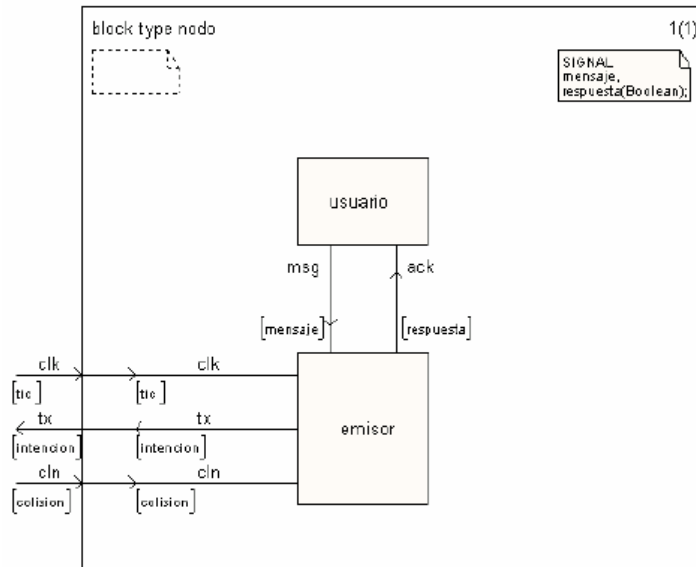 block type nodo
1(1)
SIGNAL
mensaje,
respuesta(Boolean);
usuario
msg
ack
[mensaje]
[respuesta]
clk
clk
[tic]
[tic]
tx
tx
[intencion]
[intencion]
emisor
cln
cln
[colision]
[colision]